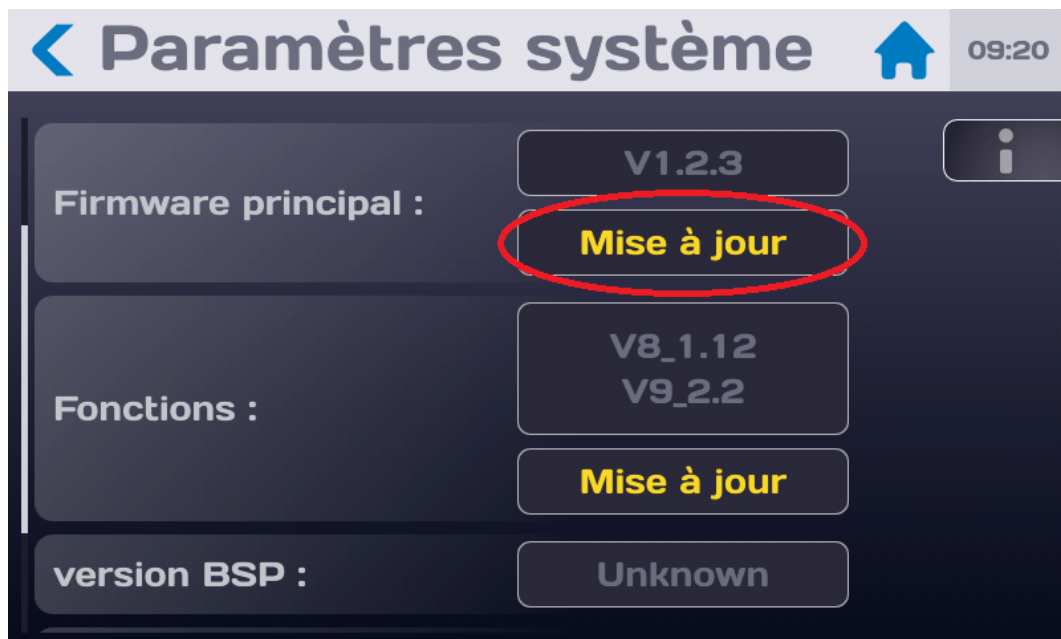 Paramètres système
09:20
Firmware principal :
V1.2.3
Mise à jour
Fonctions :
V8_1.12
V9_2.2
Mise à jour
version BSP :
Unknown